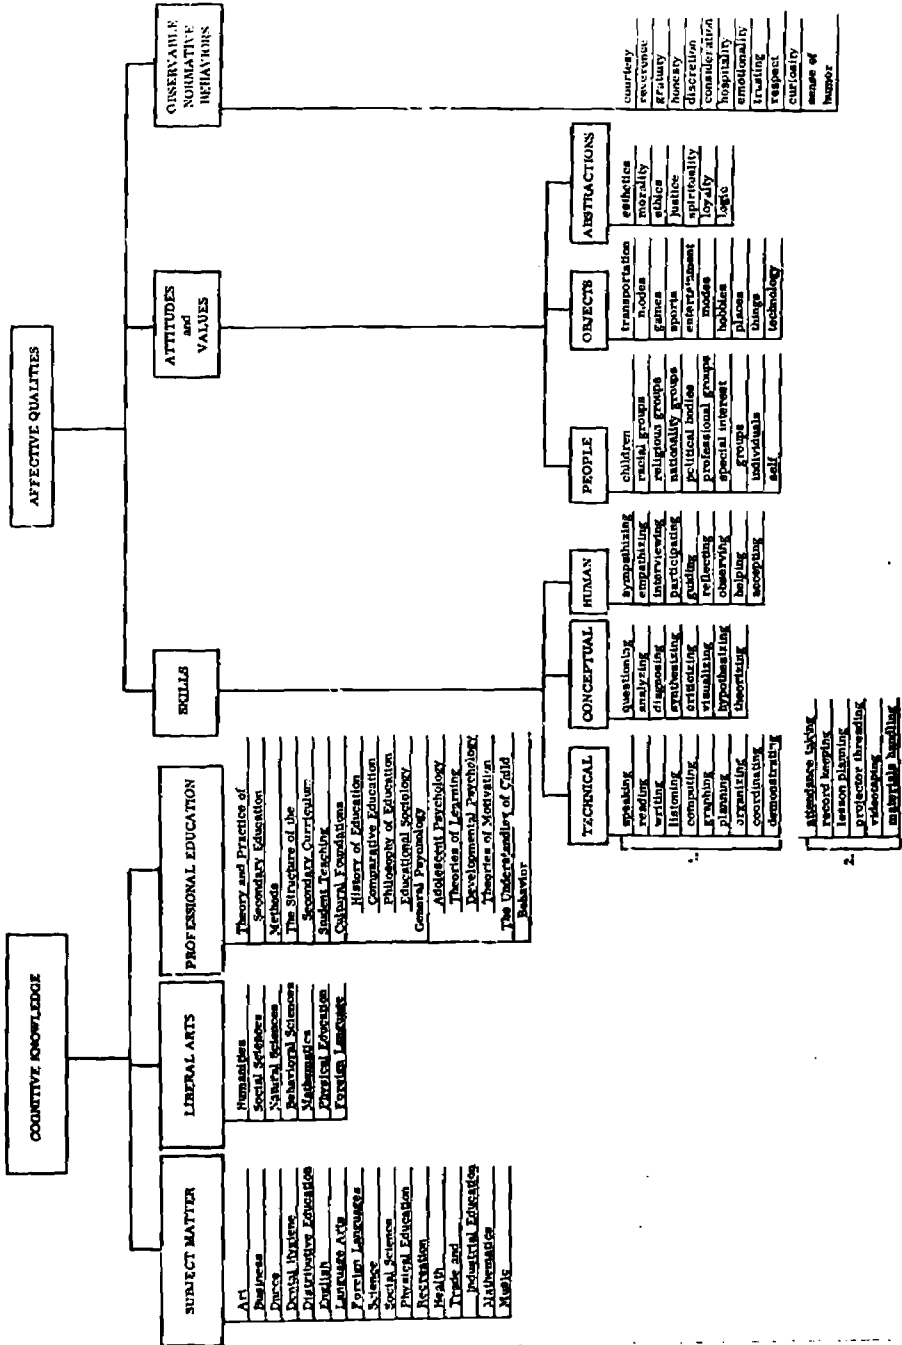 COGNITIVE KNOWLEDGE
SUBJECT MATTER
Art
Business
Dance
Dental Hygiene
Distributive Education
English
Language Arts
Foreign Languages
Science
Social Science
Physical Education
Recreation
Health
Trade and
Industrial Education
Mathematics
Music
LIBERAL ARTS
Humanities
Social Sciences
Natural Sciences
Behavioral Sciences
Mathematics
Physical Education
Foreign Language
PROFESSIONAL EDUCATION
Theory and Practice of
Secondary Education
Methods
The Structure of the
Secondary Curriculum
Student Teaching
Cultural Foundations
History of Education
Comparative Education
Philosophy of Education
Educational Sociology
General Psychology
Adolescent Psychology
Theories of Learning
Developmental Psychology
Theories of Motivation
The Understanding of Child
Behavior
AFFECTIVE QUALITIES
SKILLS
TECHNICAL
speaking
reading
writing
listening
computing
graphing
planning
organizing
coordinating
demonstrating
2.
Attendance taking
record keeping
lesson planning
projector threading
videotaping
materials handling
CONCEPTUAL
questioning
analyzing
diagnosing
synthesizing
criticizing
visualizing
hypothesizing
theorizing
HUMAN
sympathizing
empathizing
interviewing
participating
guiding
reflecting
observing
helping
accepting
ATTITUDES
and
VALUES
PEOPLE
children
racial groups
religious groups
nationality groups
political bodies
professional groups
special interest
groups
individuals
self
OBJECTS
transportation
modes
games
sports
entertainment
modes
hobbies
places
things
technology
ABSTRACTIONS
esthetics
morality
ethics
justice
spirituality
loyalty
logic
OBSERVABLE
NORMATIVE
BEHAVIORS
courtesy
reverence
gratuity
honesty
discretion
consideration
hospitality
emotionality
trusting
respect
curiosity
sense of
humor